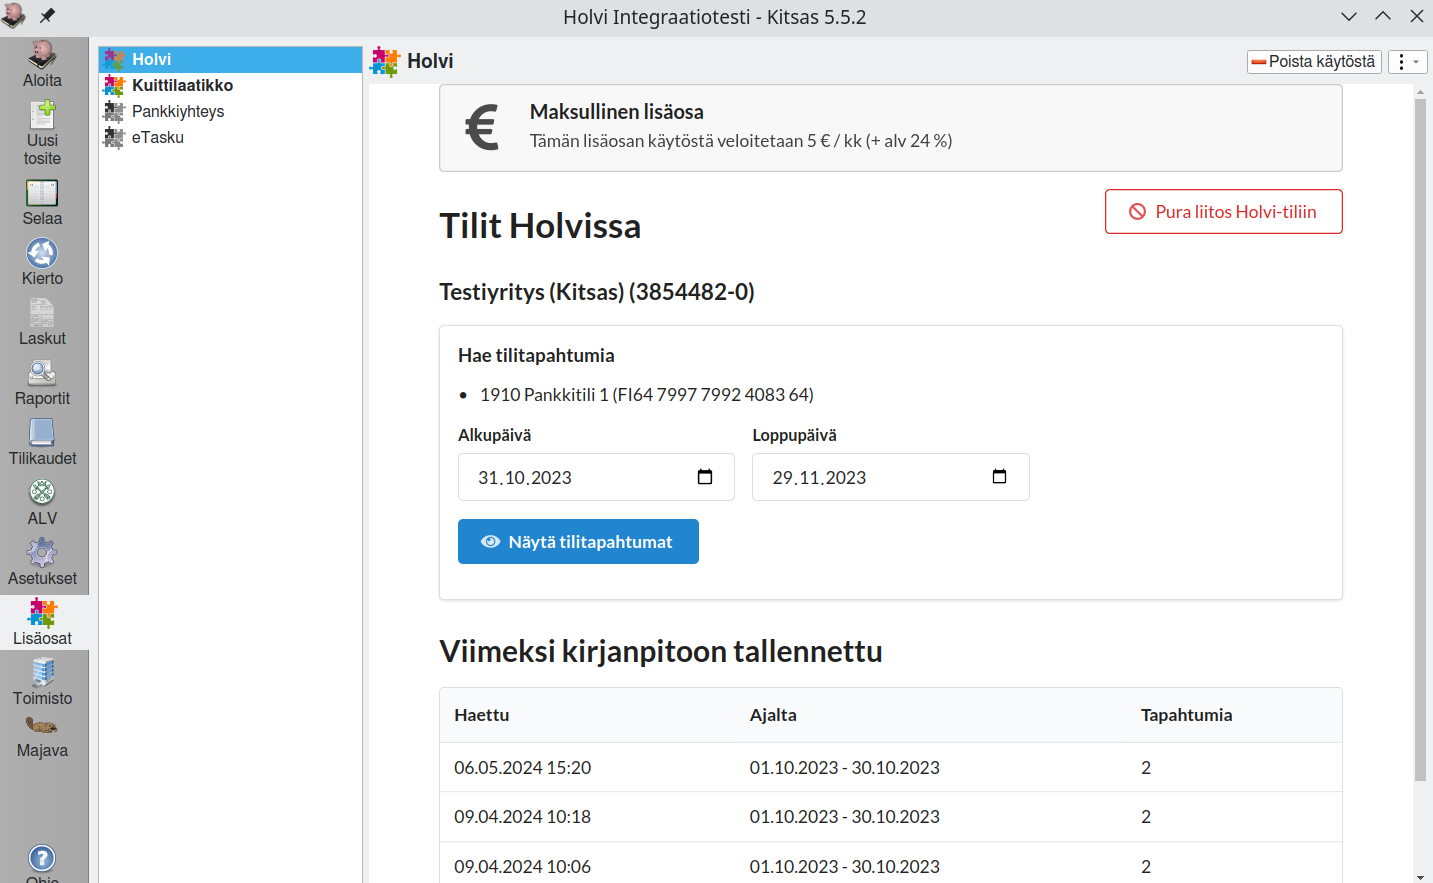 Holvi Integraatiotesti - Kitsas 5.5.2
Aloita
Uusi
tosite
Selaa
Kierto
Laskut
Raportit
Tilikaudet
ALV
Asetukset
Lisäosat
Toimisto
Majava
Ohje
Holvi
Kuittilaatikko
Pankkiyhteys
eTasku
Holvi
Poista käytöstä
Maksullinen lisäosa
Tämän lisäosan käytöstä veloitetaan 5 € / kk (+ alv 24 %)
Tilit Holvissa
Pura liitos Holvi-tiliin
Testiyritys (Kitsas) (3854482-0)
Hae tilitapahtumia
• 1910 Pankkitili 1 (FI64 7997 7992 4083 64)
Alkupäivä Loppupäivä
31.10.2023 29.11.2023
Näytä tilitapahtumat
Viimeksi kirjanpitoon tallennettu
Haettu Ajalta Tapahtumia
06.05.2024 15:20 01.10.2023 - 30.10.2023 2
09.04.2024 10:18 01.10.2023 - 30.10.2023 2
09.04.2024 10:06 01.10.2023 - 30.10.2023 2